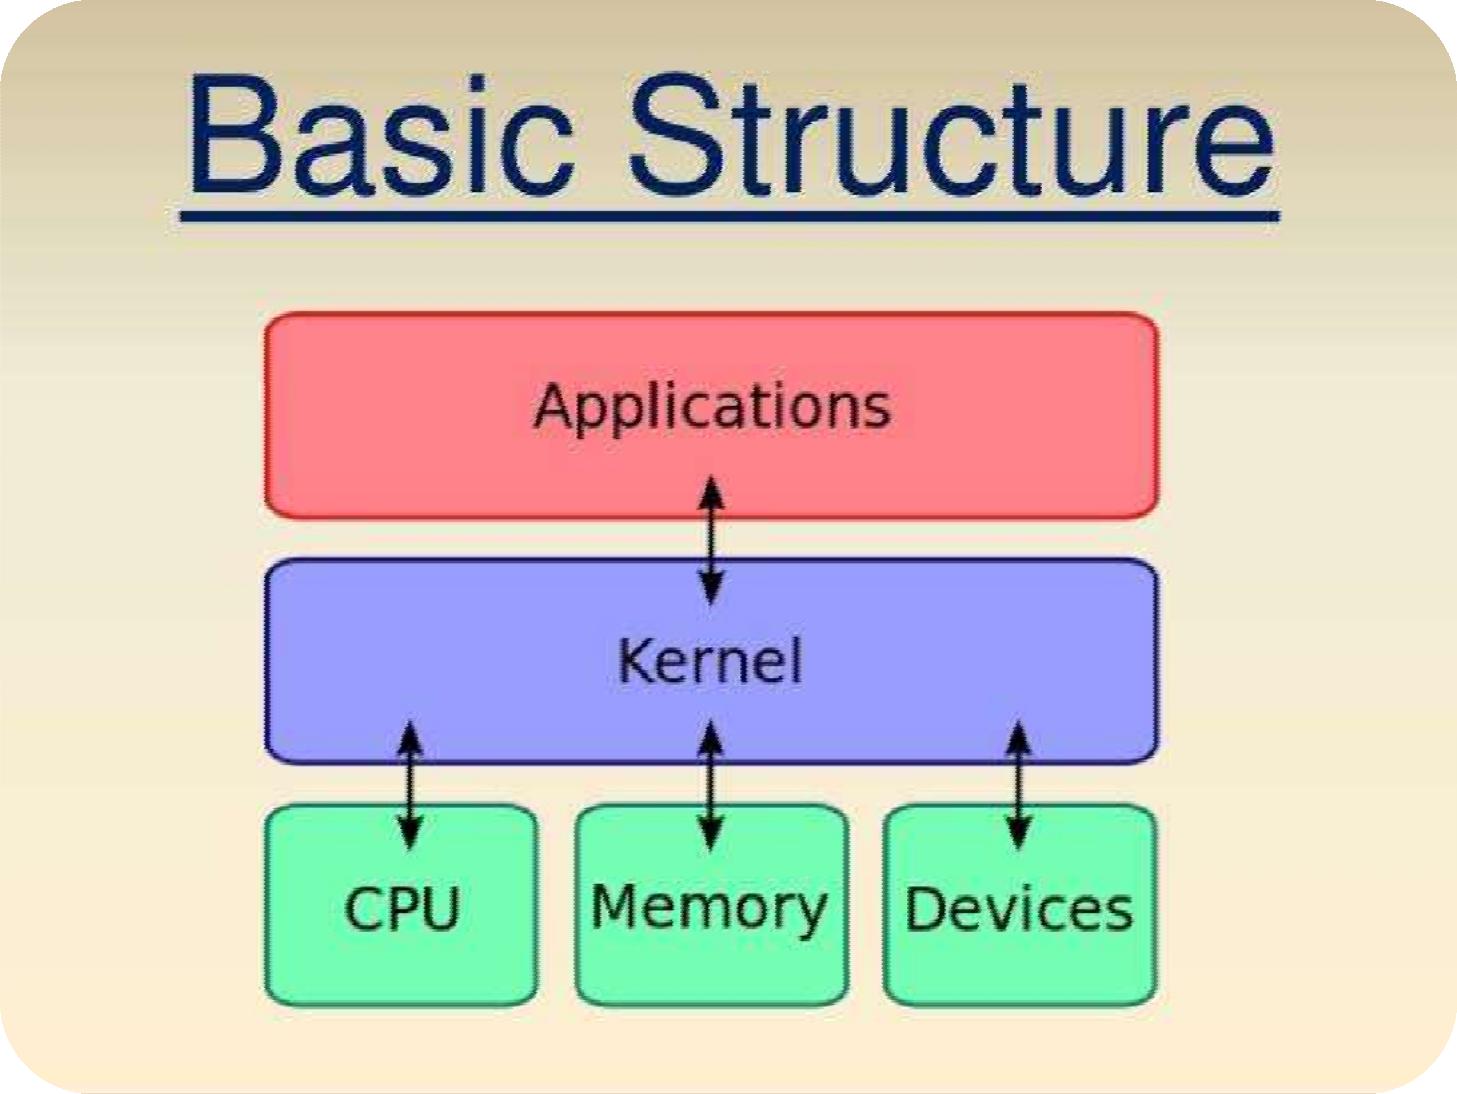 Basic Structure
Applications
Kernel
CPU
Memory
Devices